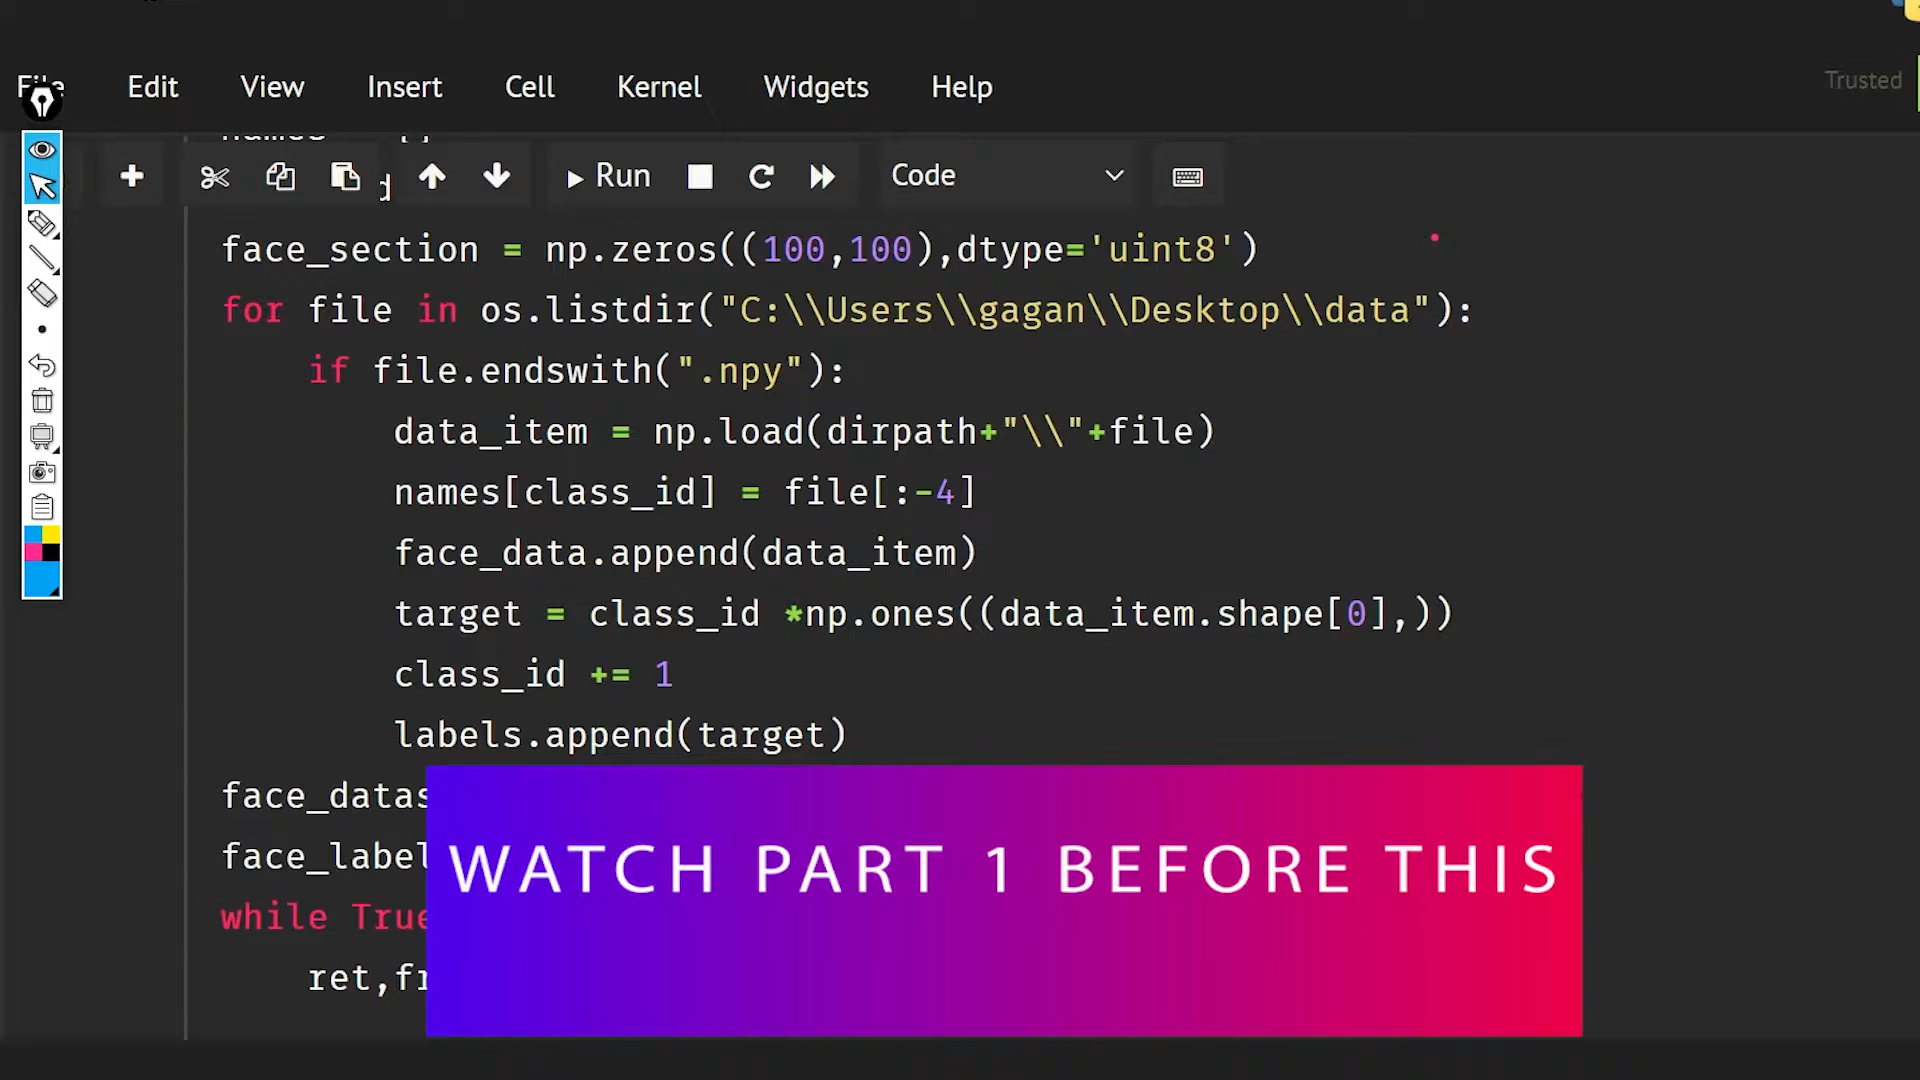 File Edit View Insert Cell Kernel Widgets Help Trusted
Run Code
face_section = np.zeros((100,100),dtype='uint8')
for file in os.listdir("C:\\Users\\gagan\\Desktop\\data"):
if file.endswith(".npy"):
data_item = np.load(dirpath+"\\"+file)
names[class_id] = file[:-4]
face_data.append(data_item)
target = class_id *np.ones((data_item.shape[0],))
class_id += 1
labels.append(target)
face_datas
face_label
while True
ret,fr
WATCH PART 1 BEFORE THIS